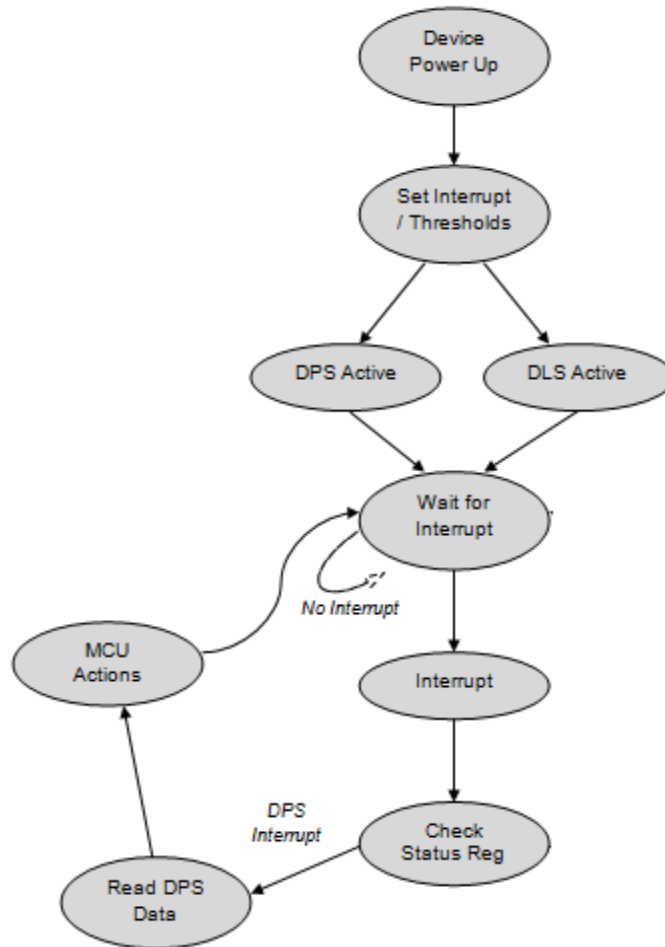 Device
Power Up
Set Interrupt
/ Thresholds
DPS Active
DLS Active
Wait for
Interrupt
No Interrupt
MCU
Actions
Interrupt
DPS
Interrupt
Check
Status Reg
Read DPS
Data